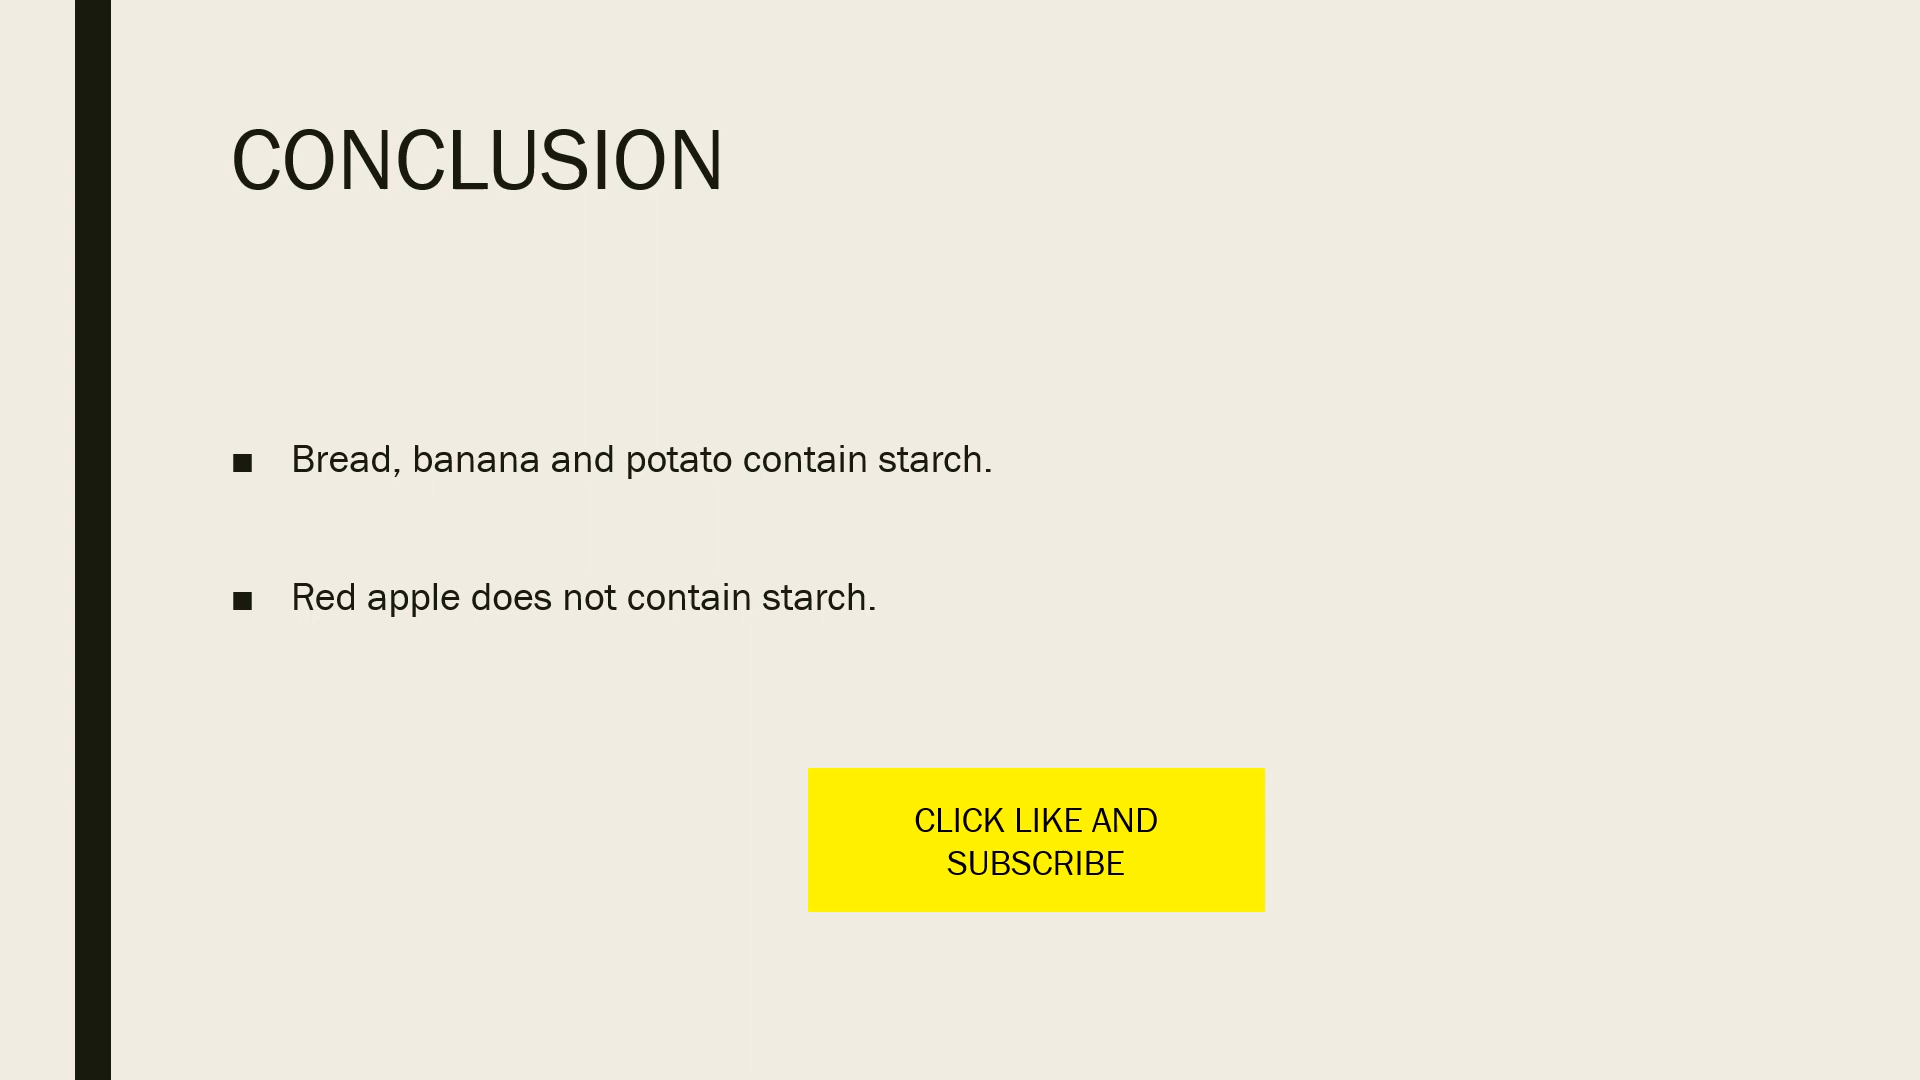 CONCLUSION
■ Bread, banana and potato contain starch.
■ Red apple does not contain starch.
CLICK LIKE AND
SUBSCRIBE